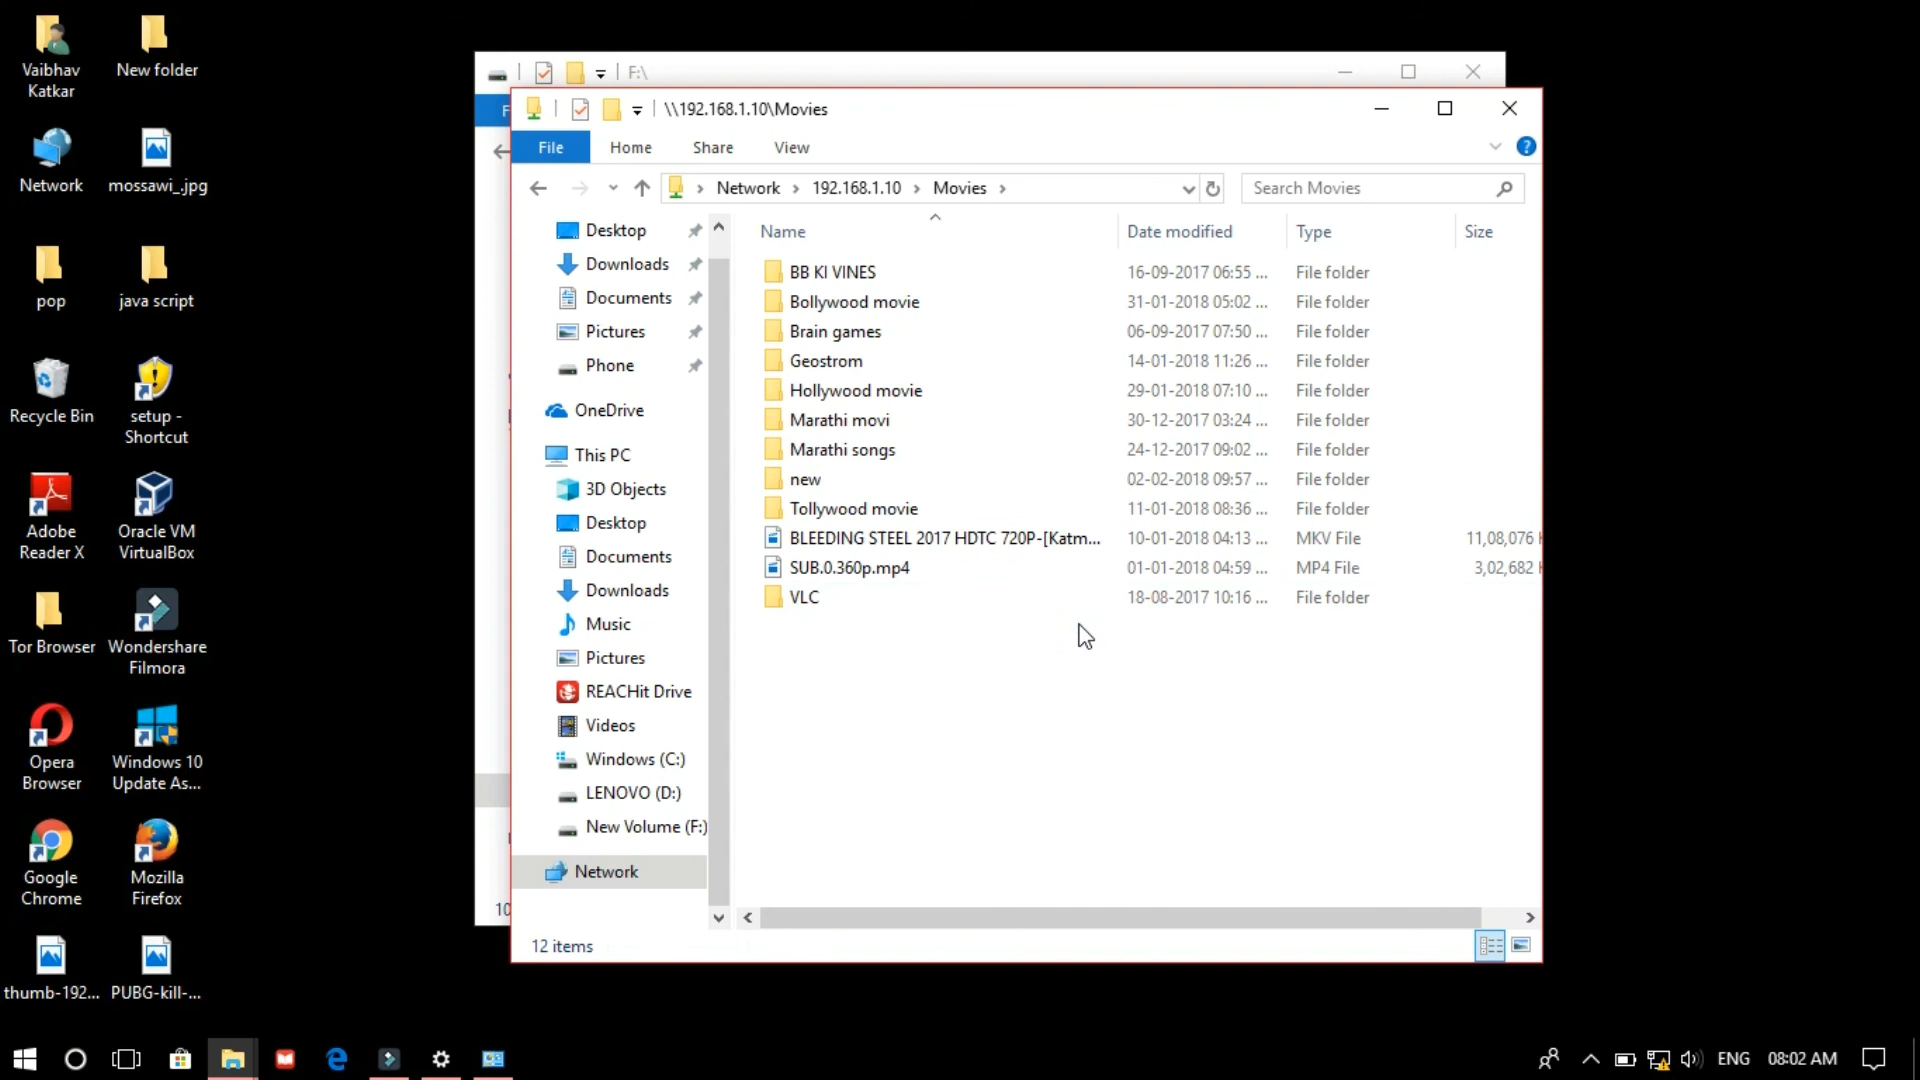 Vaibhav
Katkar
New folder
Network
mossawi_.jpg
pop
java script
Recycle Bin
setup -
Shortcut
Adobe
Reader X
Oracle VM
VirtualBox
Tor Browser
Wondershare
Filmora
Opera
Browser
Windows 10
Update As...
Google
Chrome
Mozilla
Firefox
thumb-192...
PUBG-kill-...
F:\
\\192.168.1.10\Movies
File
Home
Share
View
Network
192.168.1.10
Movies
Search Movies
Desktop
Downloads
Documents
Pictures
Phone
OneDrive
This PC
3D Objects
Desktop
Documents
Downloads
Music
Pictures
REACHit Drive
Videos
Windows (C:)
LENOVO (D:)
New Volume (F:)
Network
Name Date modified Type Size
BB KI VINES 16-09-2017 06:55 ... File folder
Bollywood movie 31-01-2018 05:02 ... File folder
Brain games 06-09-2017 07:50 ... File folder
Geostrom 14-01-2018 11:26 ... File folder
Hollywood movie 29-01-2018 07:10 ... File folder
Marathi movi 30-12-2017 03:24 ... File folder
Marathi songs 24-12-2017 09:02 ... File folder
new 02-02-2018 09:57 ... File folder
Tollywood movie 11-01-2018 08:36 ... File folder
BLEEDING STEEL 2017 HDTC 720P-[Katm... 10-01-2018 04:13 ... MKV File 11,08,076
SUB.0.360p.mp4 01-01-2018 04:59 ... MP4 File 3,02,682
VLC 18-08-2017 10:16 ... File folder
10
12 items
ENG
08:02 AM